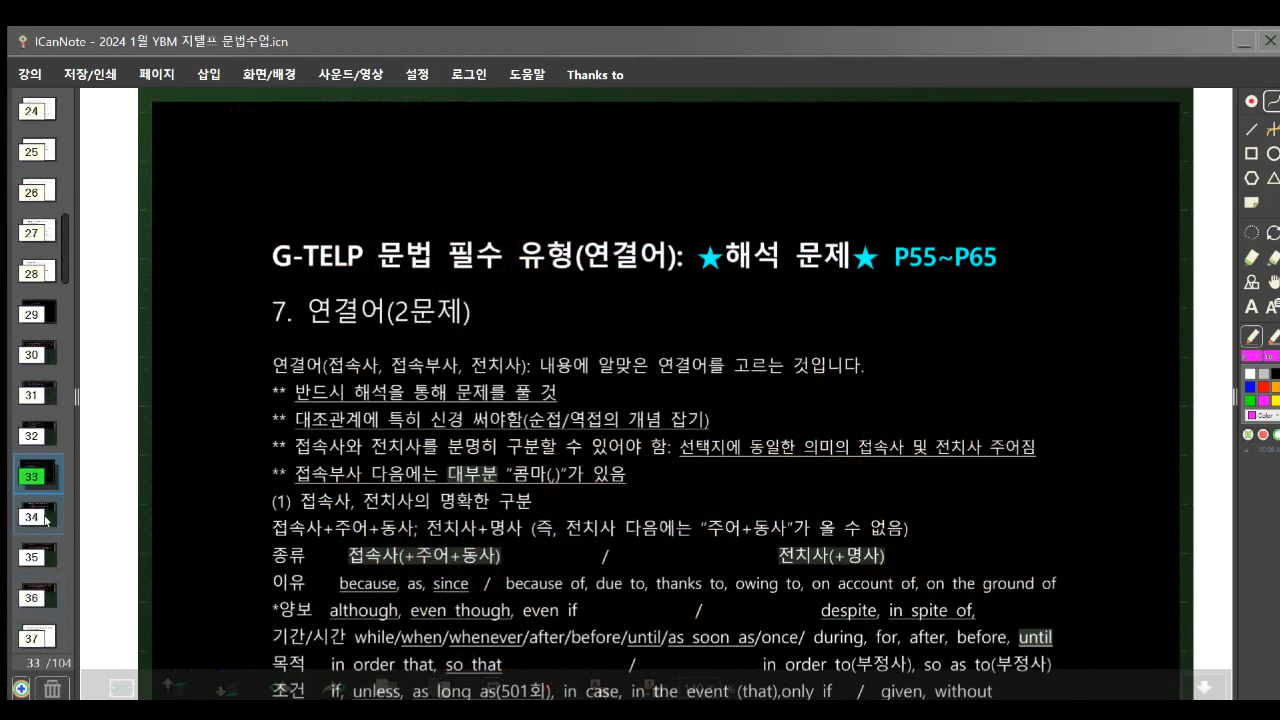 ICanNote - 2024 1월 YBM 지텔프 문법수업.icn
강의 저장/인쇄 페이지 삽입 화면/배경 사운드/영상 설정 로그인 도움말 Thanks to
24
25
26
27
28
29
30
31
32
33
34
35
36
37
33 /104
G-TELP 문법 필수 유형(연결어): ★해석 문제★ P55~P65
7. 연결어(2문제)
연결어(접속사, 접속부사, 전치사): 내용에 알맞은 연결어를 고르는 것입니다.
** 반드시 해석을 통해 문제를 풀 것
** 대조관계에 특히 신경 써야함(순접/역접의 개념 잡기)
** 접속사와 전치사를 분명히 구분할 수 있어야 함: 선택지에 동일한 의미의 접속사 및 전치사 주어짐
** 접속부사 다음에는 대부분 "콤마(,)"가 있음
(1) 접속사, 전치사의 명확한 구분
접속사+주어+동사; 전치사+명사 (즉, 전치사 다음에는 "주어+동사"가 올 수 없음)
종류 접속사(+주어+동사) / 전치사(+명사)
이유 because, as, since / because of, due to, thanks to, owing to, on account of, on the ground of
*양보 although, even though, even if / despite, in spite of,
기간/시간 while/when/whenever/after/before/until/as soon as/once/ during, for, after, before, until
목적 in order that, so that / in order to(부정사), so as to(부정사)
조건 if, unless, as long as(501회), in case, in the event (that),only if / given, without
Color